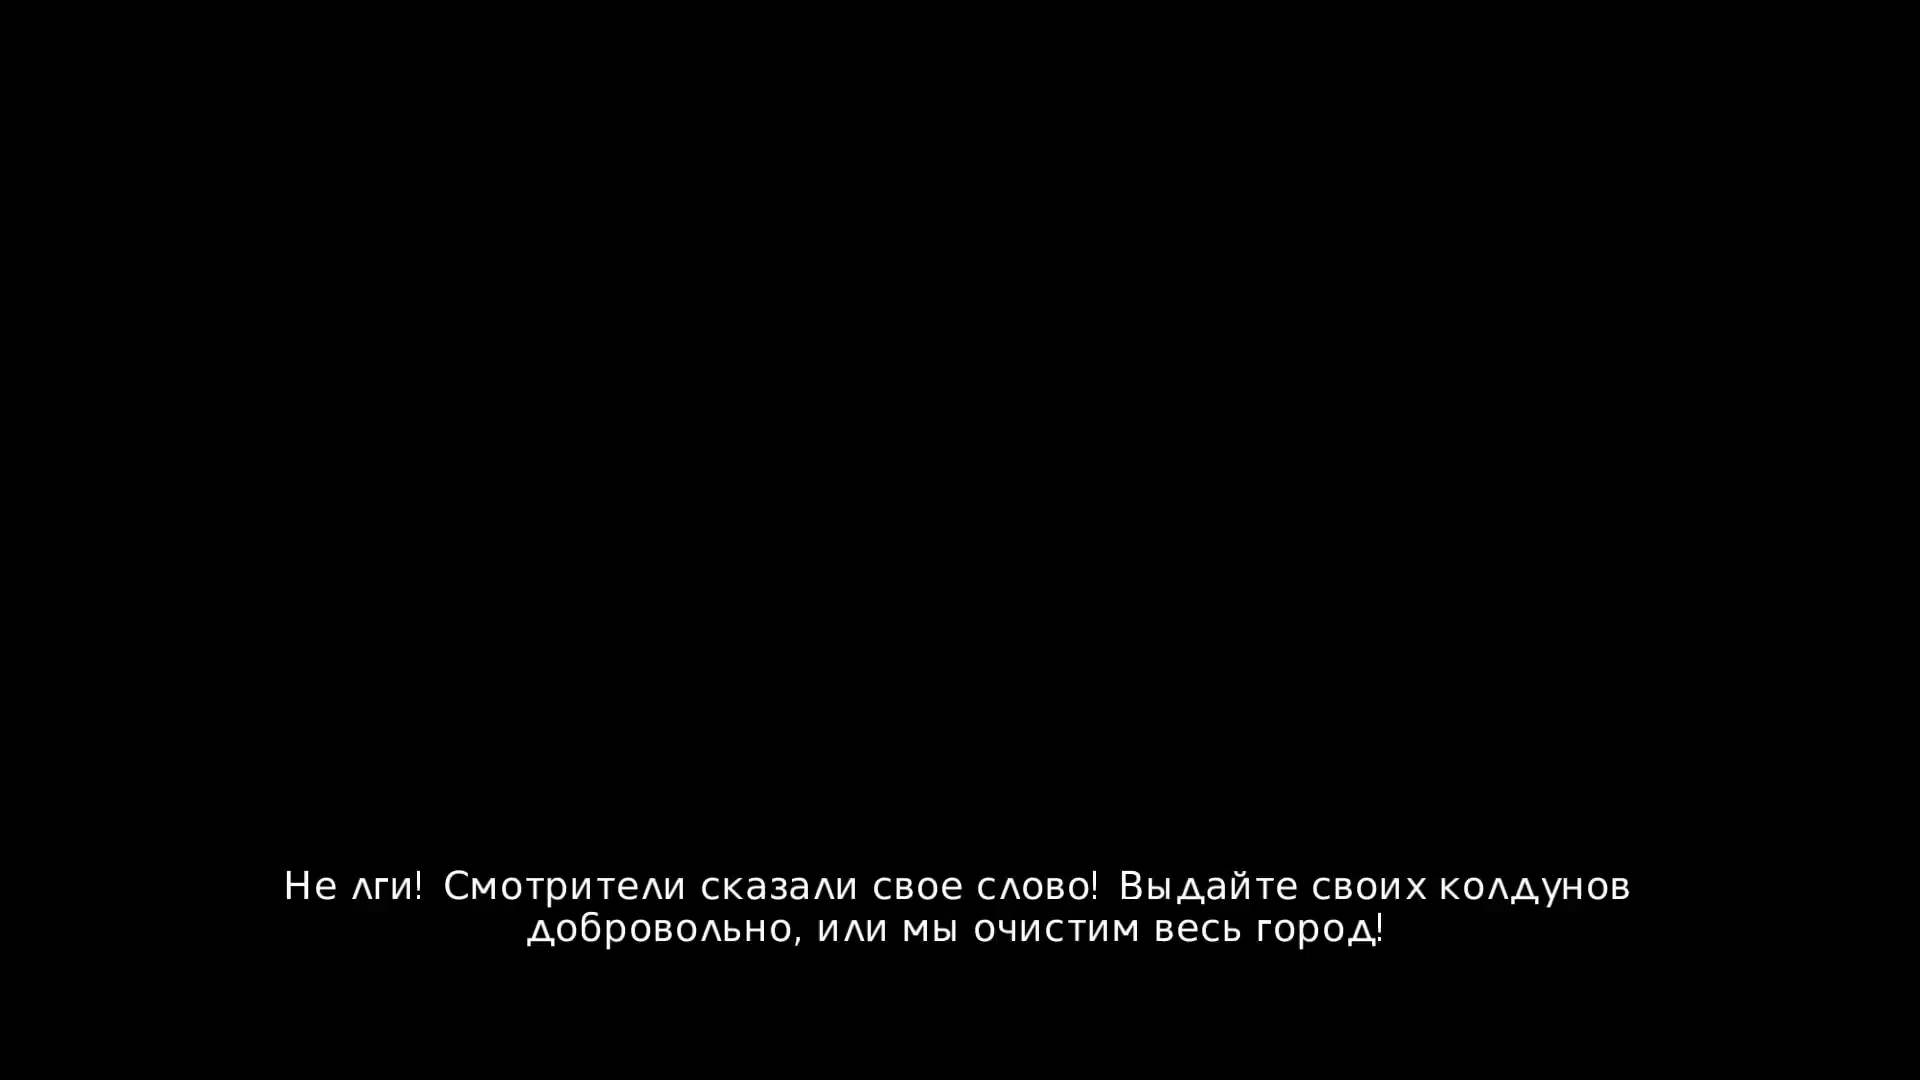 Не лги! Смотрители сказали свое слово! Выдайте своих колдунов
добровольно, или мы очистим весь город!